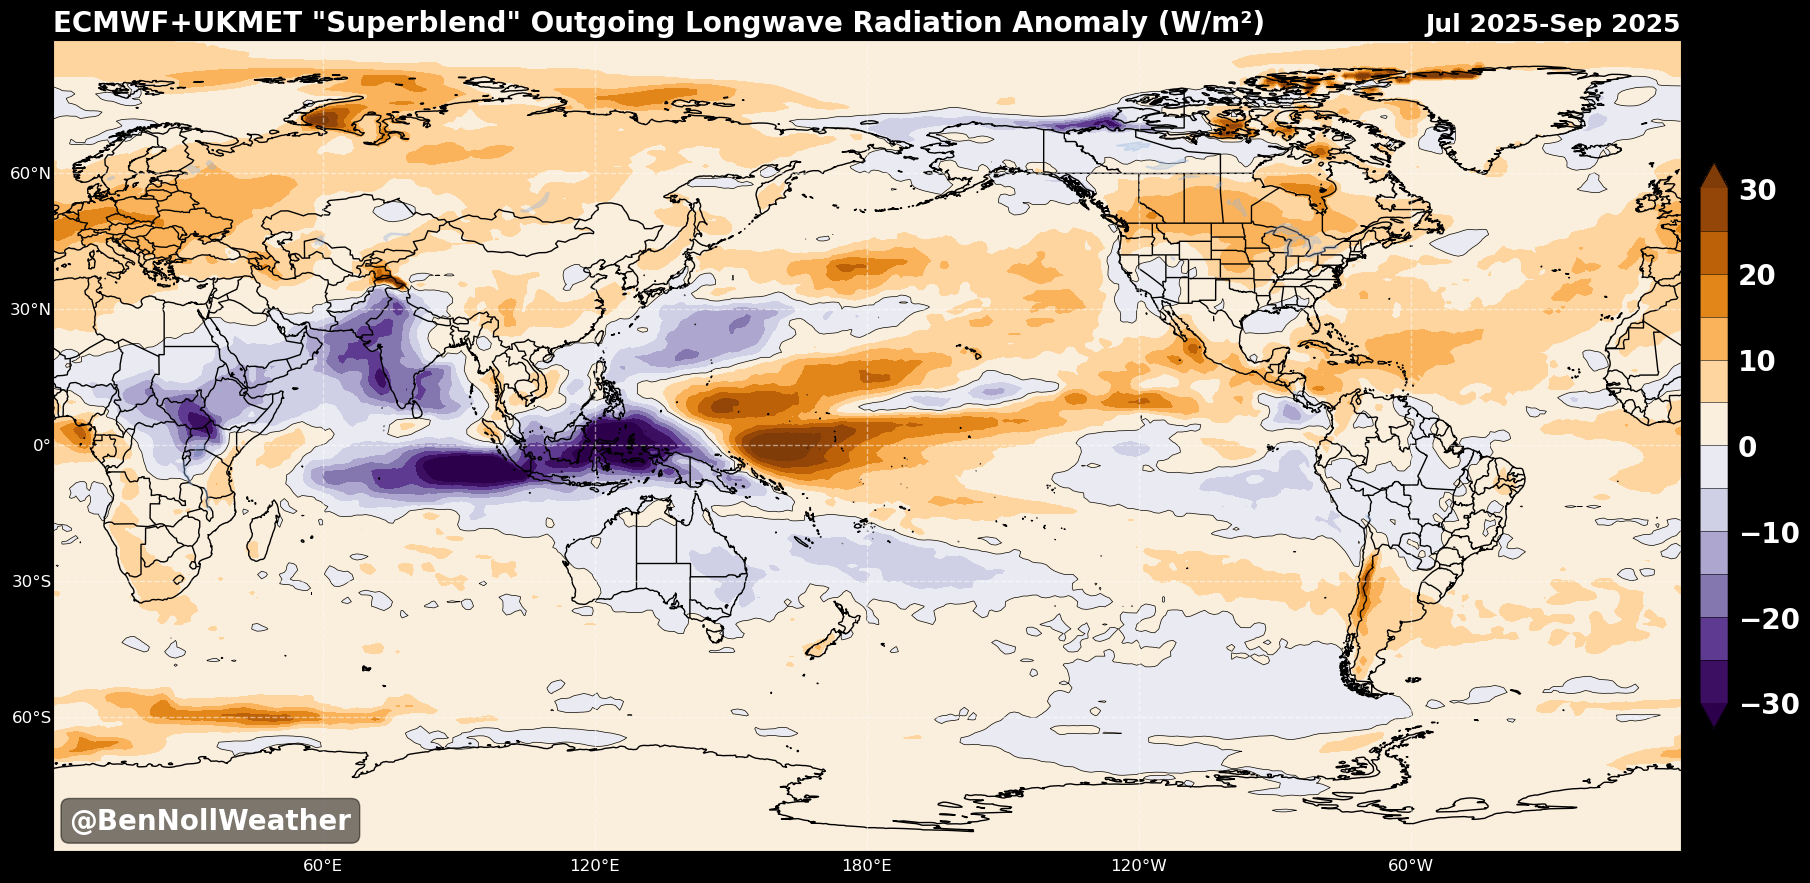 ECMWF+UKMET "Superblend" Outgoing Longwave Radiation Anomaly (W/m²)
Jul 2025-Sep 2025
60°N
30°N
0°
30°S
60°S
60°E
120°E
180°E
120°W
60°W
30
20
10
0
−10
−20
−30
@BenNollWeather